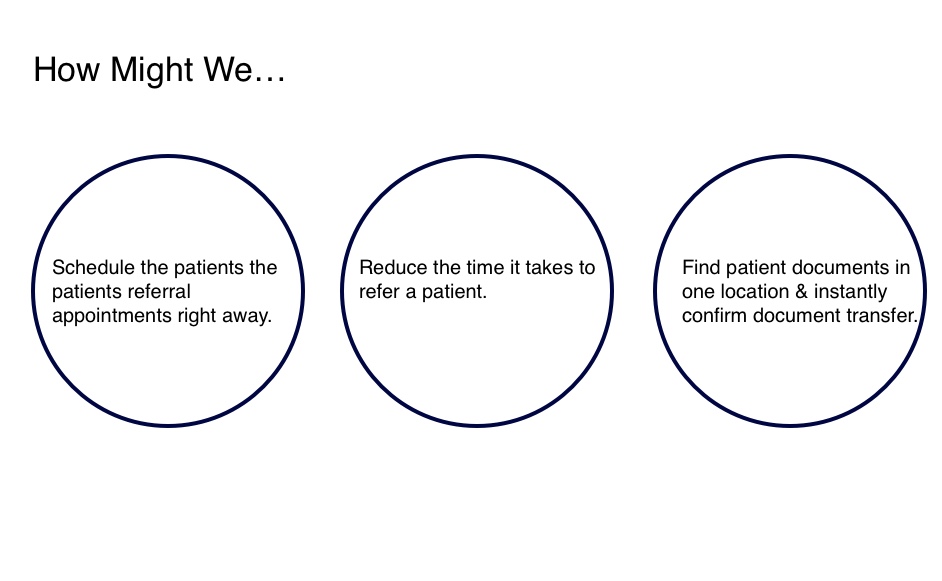 How Might We…
Schedule the patients the
patients referral
appointments right away.
Reduce the time it takes to
refer a patient.
Find patient documents in
one location & instantly
confirm document transfer.